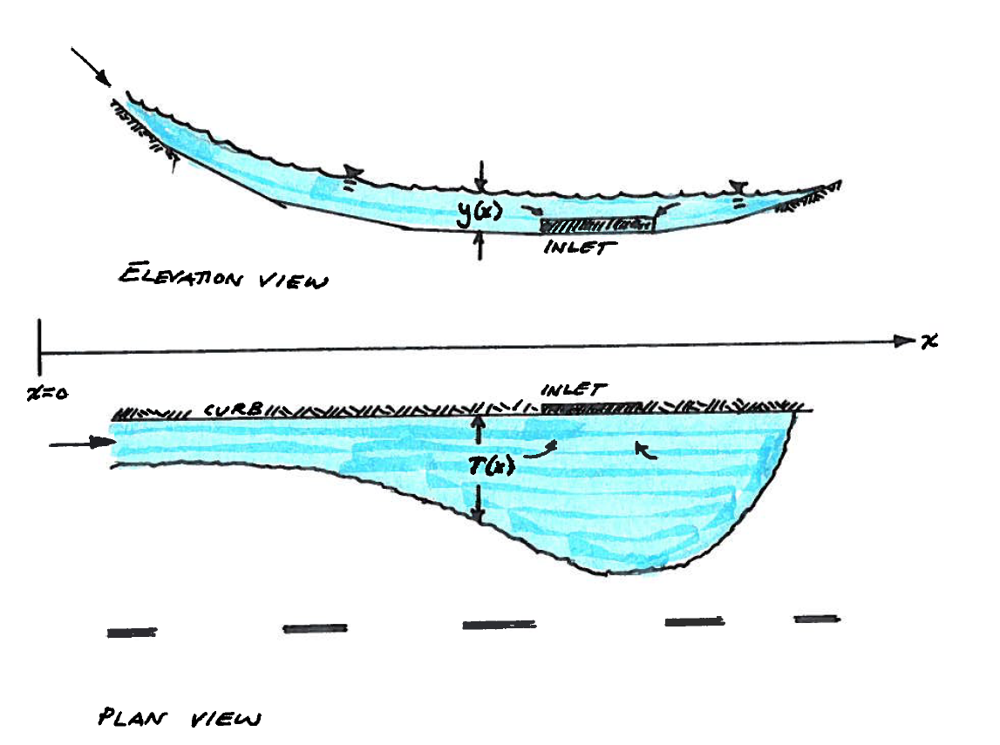 y(x)
INLET
ELEVATION VIEW
x
x=0
INLET
CURB
T(x)
PLAN VIEW